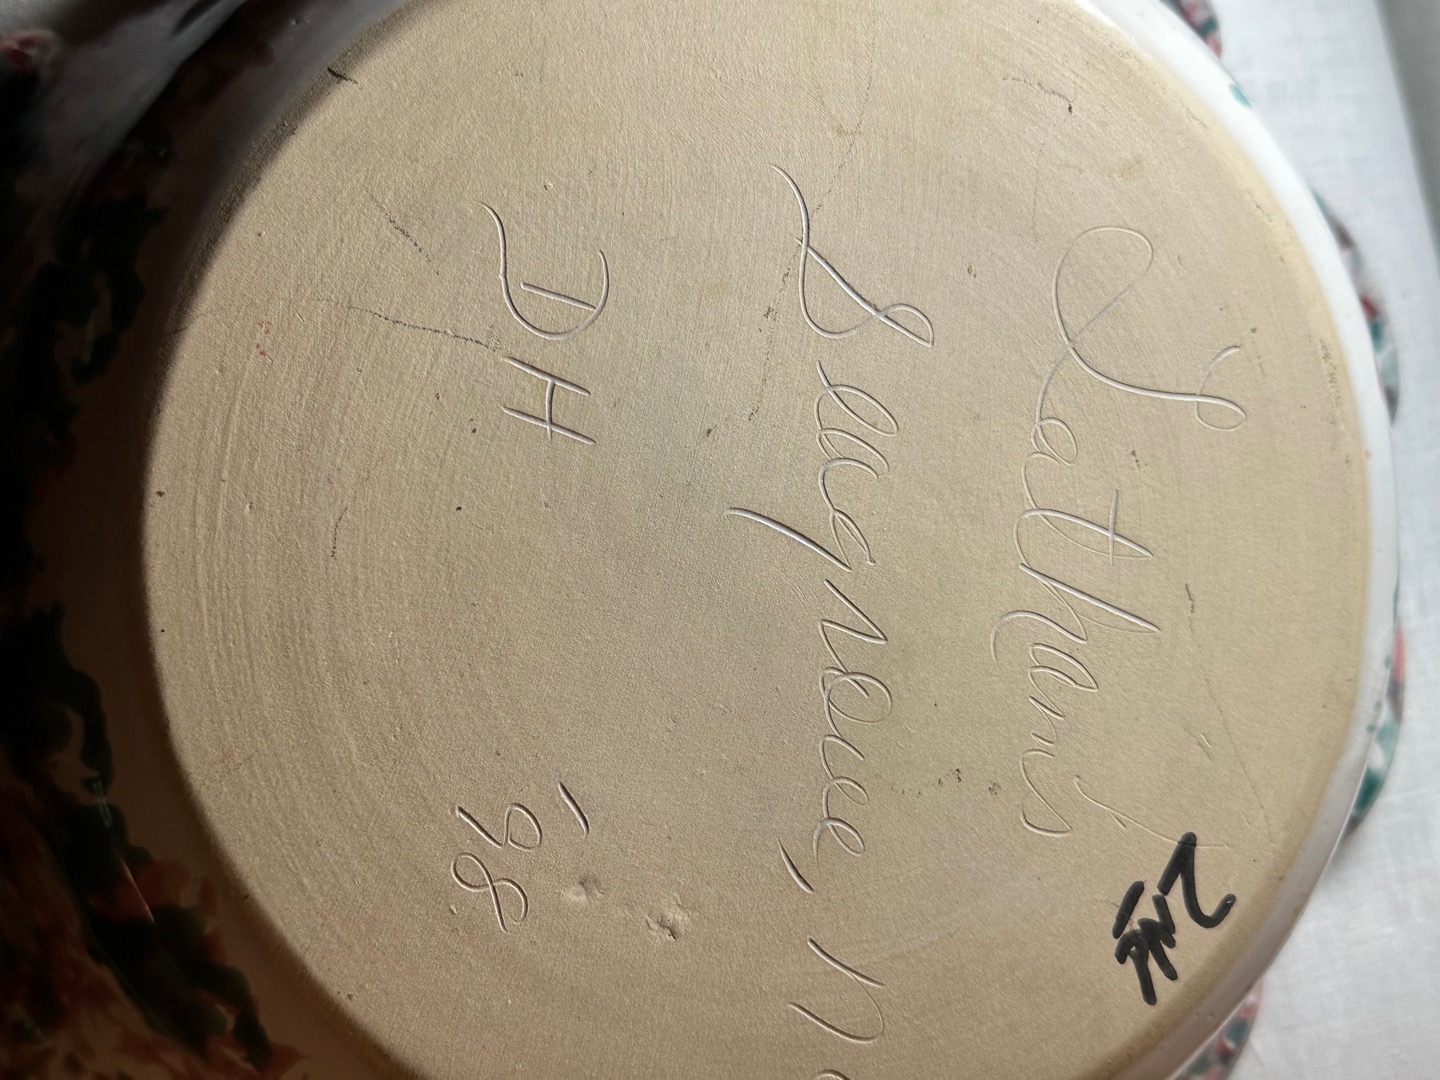 Latham's
Seagrove, N
DH '98